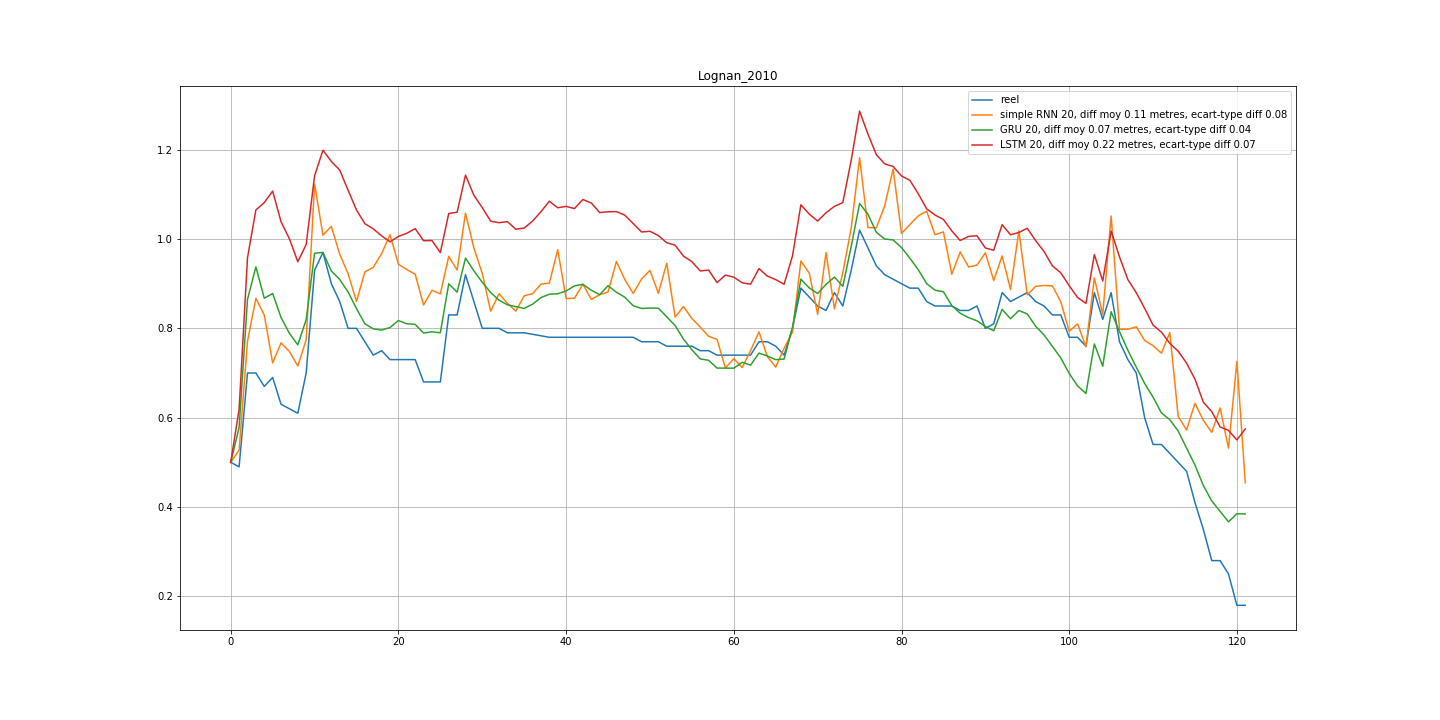 Lognan_2010
reel
simple RNN 20, diff moy 0.11 metres, ecart-type diff 0.08
GRU 20, diff moy 0.07 metres, ecart-type diff 0.04
LSTM 20, diff moy 0.22 metres, ecart-type diff 0.07
1.2
1.0
0.8
0.6
0.4
0.2
0 20 40 60 80 100 120